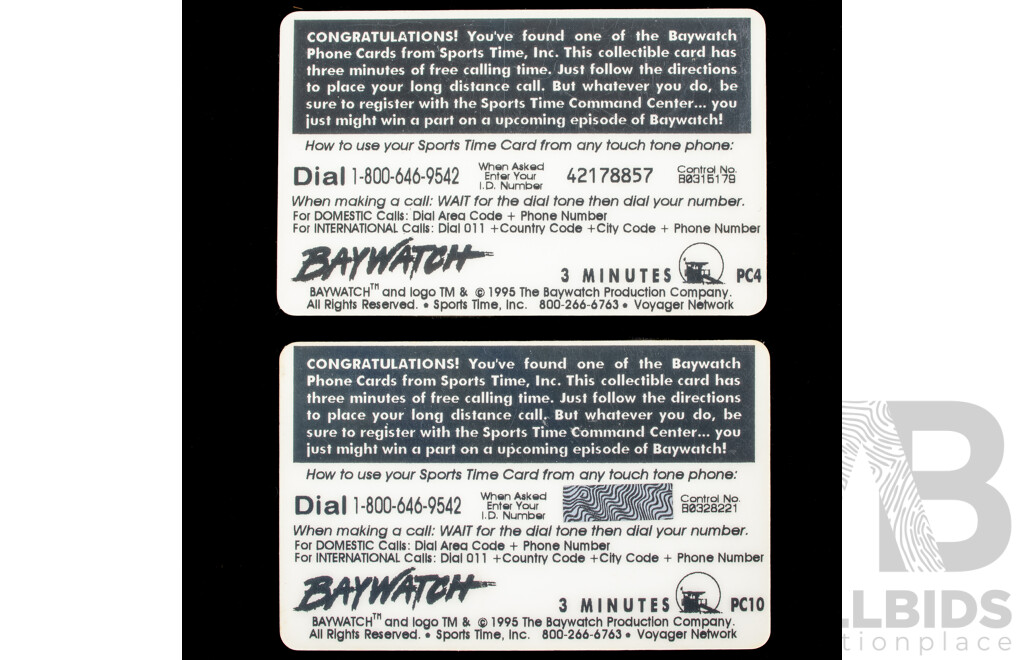 CONGRATULATIONS! You've found one of the Baywatch
Phone Cards from Sports Time, Inc. This collectible card has
three minutes of free calling time. Just follow the directions
to place your long distance call. But whatever you do, be
sure to register with the Sports Time Command Center... you
just might win a part on a upcoming episode of Baywatch!
How to use your Sports Time Card from any touch tone phone:
Dial 1-800-646-9542 When Asked Enter Your I.D. Number 42178857 Control No. B0315179
When making a call: WAIT for the dial tone then dial your number.
For DOMESTIC Calls: Dial Area Code + Phone Number
For INTERNATIONAL Calls: Dial 011 +Country Code +City Code + Phone Number
BAYWATCH
3 MINUTES PC4
BAYWATCH™ and logo TM & © 1995 The Baywatch Production Company.
All Rights Reserved. • Sports Time, Inc. 800-266-6763 • Voyager Network
CONGRATULATIONS! You've found one of the Baywatch
Phone Cards from Sports Time, Inc. This collectible card has
three minutes of free calling time. Just follow the directions
to place your long distance call. But whatever you do, be
sure to register with the Sports Time Command Center... you
just might win a part on a upcoming episode of Baywatch!
How to use your Sports Time Card from any touch tone phone:
Dial 1-800-646-9542 When Asked Enter Your I.D. Number Control No. B0328221
When making a call: WAIT for the dial tone then dial your number.
For DOMESTIC Calls: Dial Area Code + Phone Number
For INTERNATIONAL Calls: Dial 011 +Country Code +City Code + Phone Number
BAYWATCH
3 MINUTES PC10
BAYWATCH™ and logo TM & © 1995 The Baywatch Production Company.
All Rights Reserved. • Sports Time, Inc. 800-266-6763 • Voyager Network
B
LLBIDS
tionplace